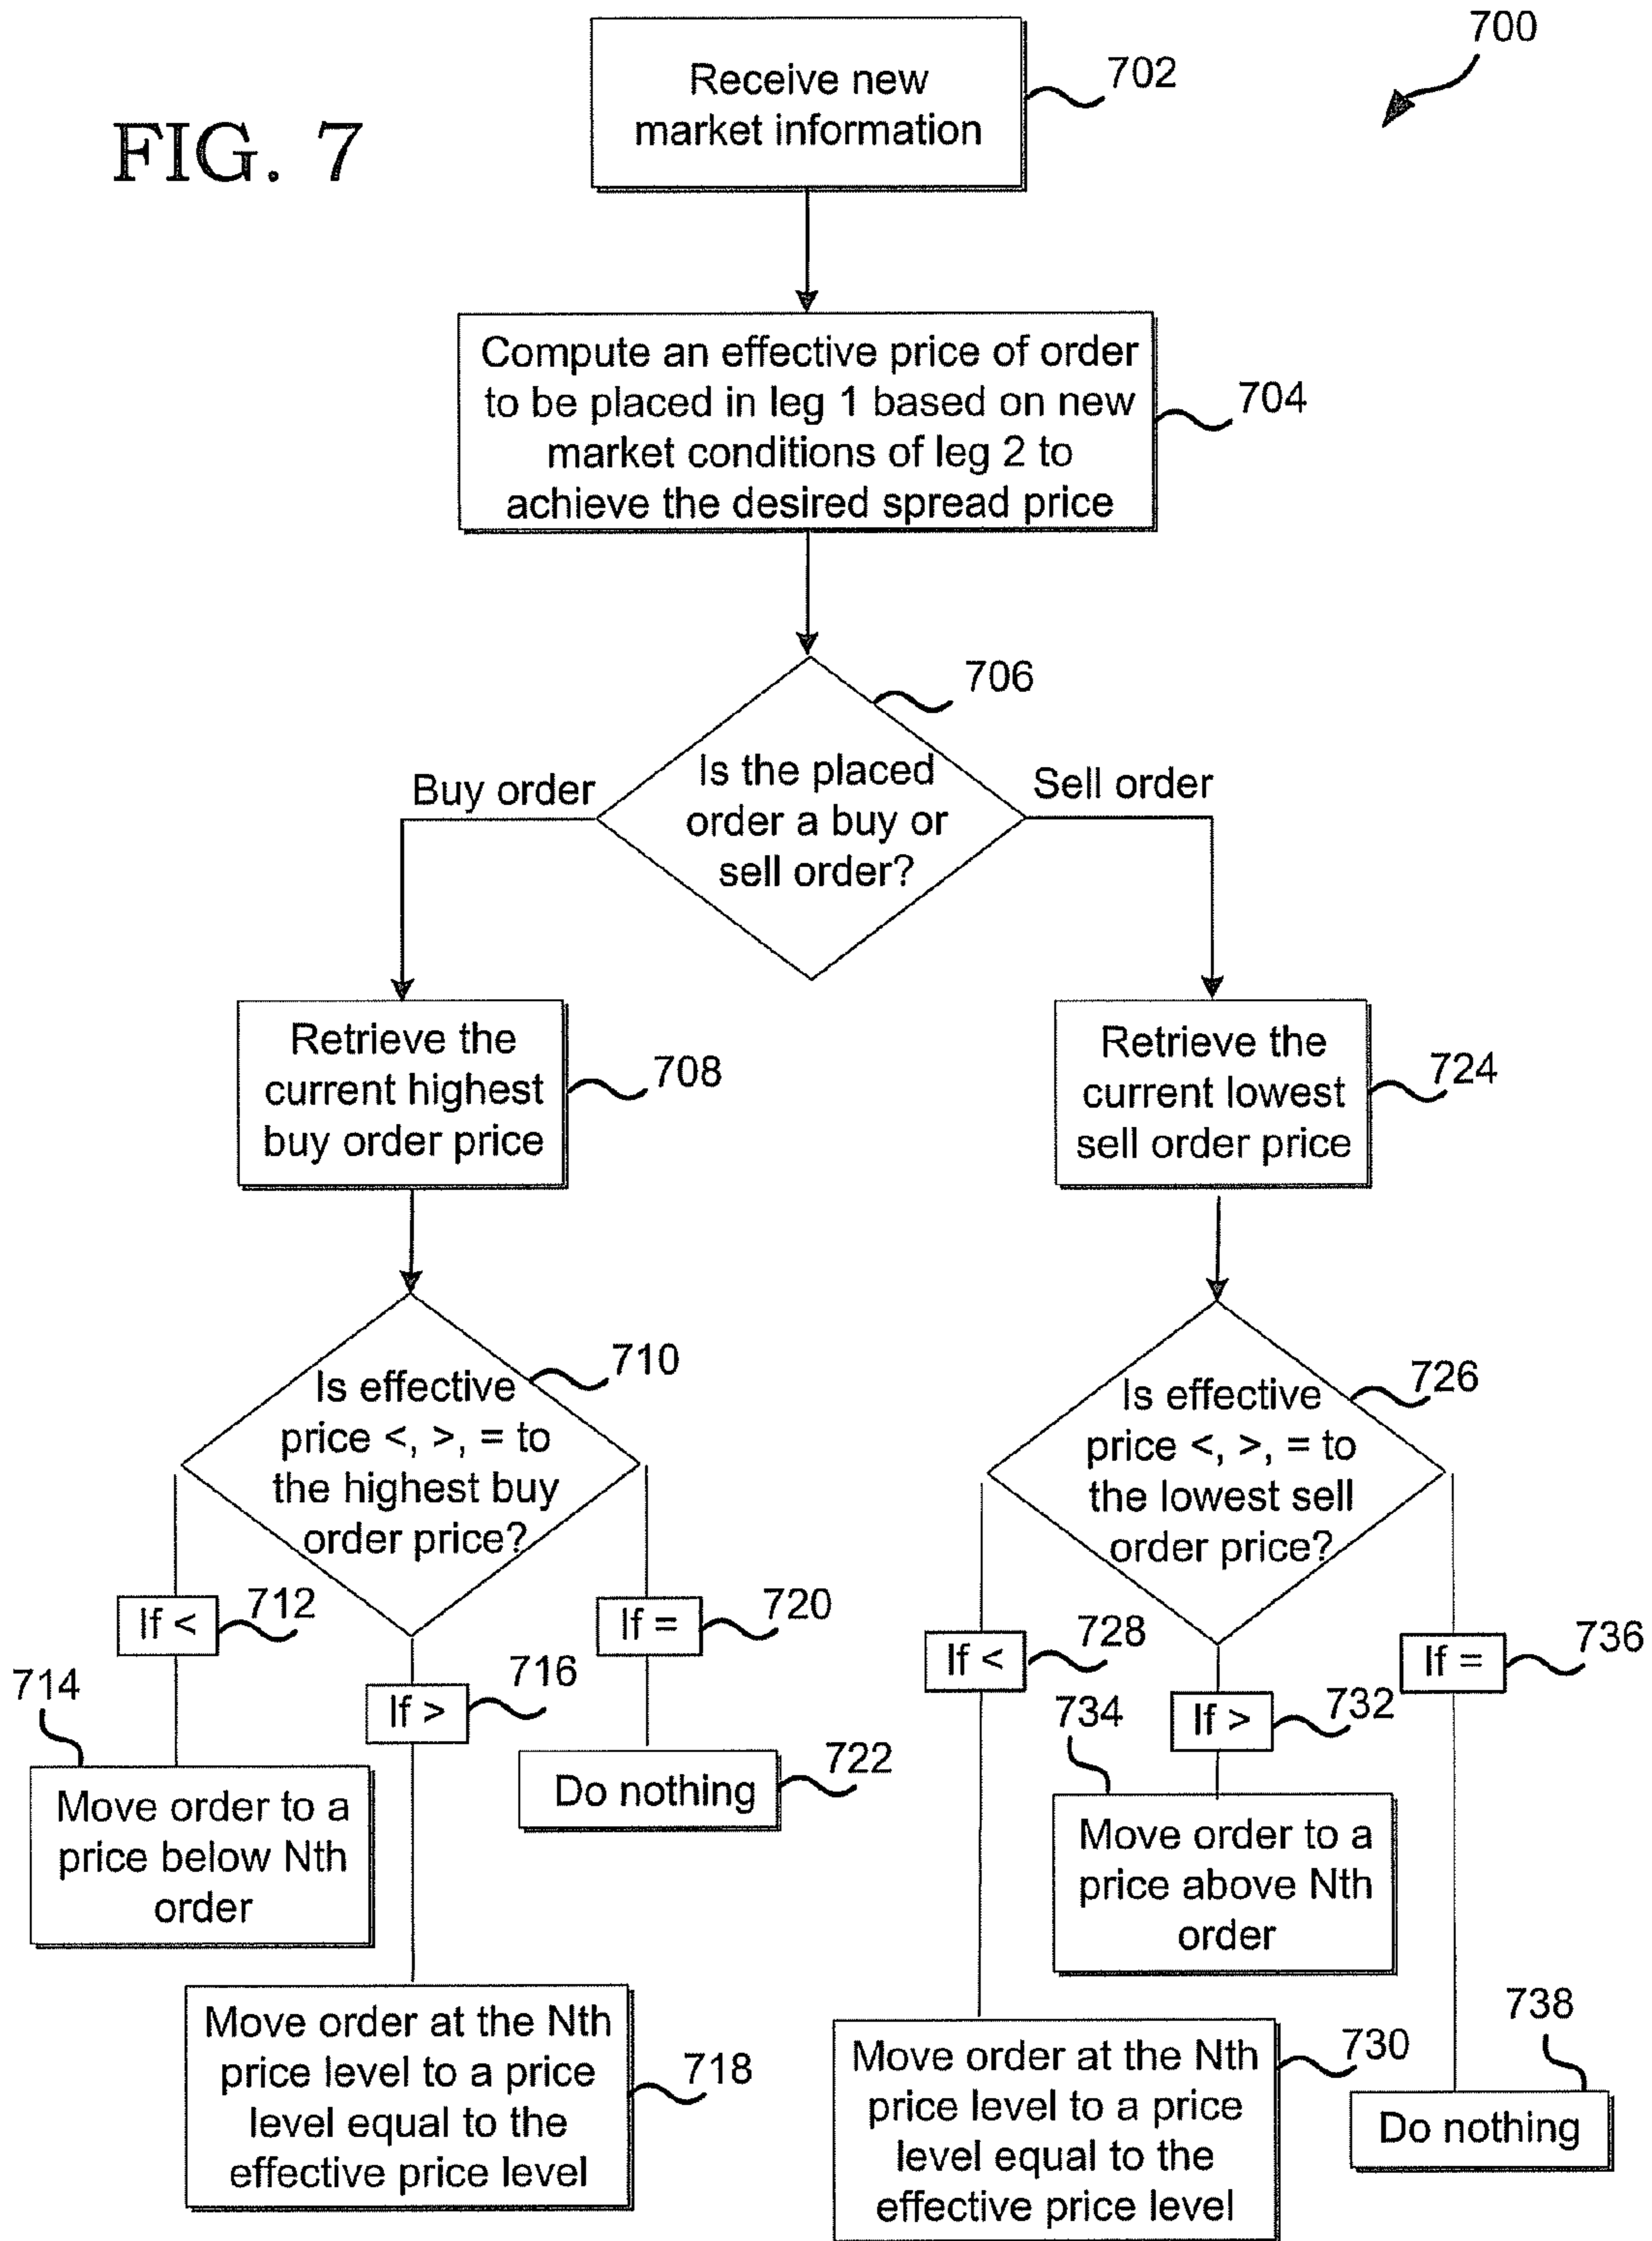 FIG. 7
700
Receive new
market information
702
Compute an effective price of order
to be placed in leg 1 based on new
market conditions of leg 2 to
achieve the desired spread price
704
706
Is the placed
order a buy or
sell order?
Buy order
Sell order
Retrieve the
current highest
buy order price
708
Retrieve the
current lowest
sell order price
724
710
Is effective
price <, >, = to
the highest buy
order price?
726
Is effective
price <, >, = to
the lowest sell
order price?
If <
712
If >
716
If =
720
If <
728
If >
732
If =
736
714
Move order to a
price below Nth
order
Do nothing
722
734
Move order to a
price above Nth
order
Move order at the Nth
price level to a price
level equal to the
effective price level
718
Move order at the Nth
price level to a price
level equal to the
effective price level
730
738
Do nothing